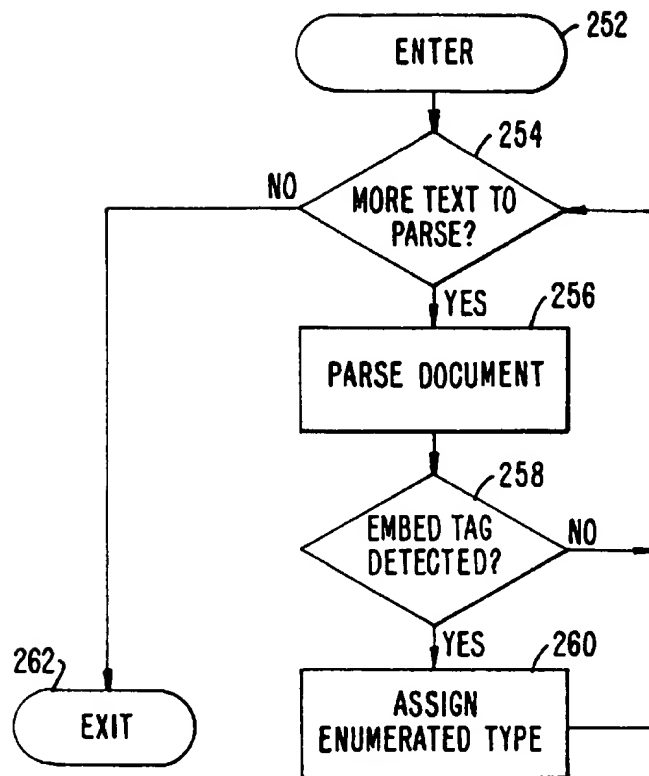 ENTER
252
254
NO
MORE TEXT TO
PARSE?
YES
256
PARSE DOCUMENT
258
EMBED TAG
DETECTED?
NO
YES
260
262
ASSIGN
ENUMERATED TYPE
EXIT